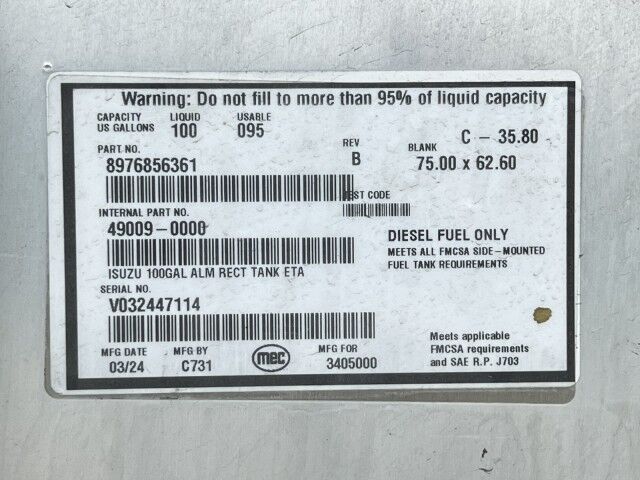 Warning: Do not fill to more than 95% of liquid capacity
CAPACITY LIQUID USABLE
US GALLONS 100 095
C - 35.80
PART NO. REV BLANK
8976856361 B 75.00 x 62.60
TEST CODE
INTERNAL PART NO.
49009-0000
DIESEL FUEL ONLY
MEETS ALL FMCSA SIDE-MOUNTED
FUEL TANK REQUIREMENTS
ISUZU 100GAL ALM RECT TANK ETA
SERIAL NO.
V032447114
MFG DATE MFG BY mec MFG FOR
03/24 C731 3405000
Meets applicable
FMCSA requirements
and SAE R.P. J703